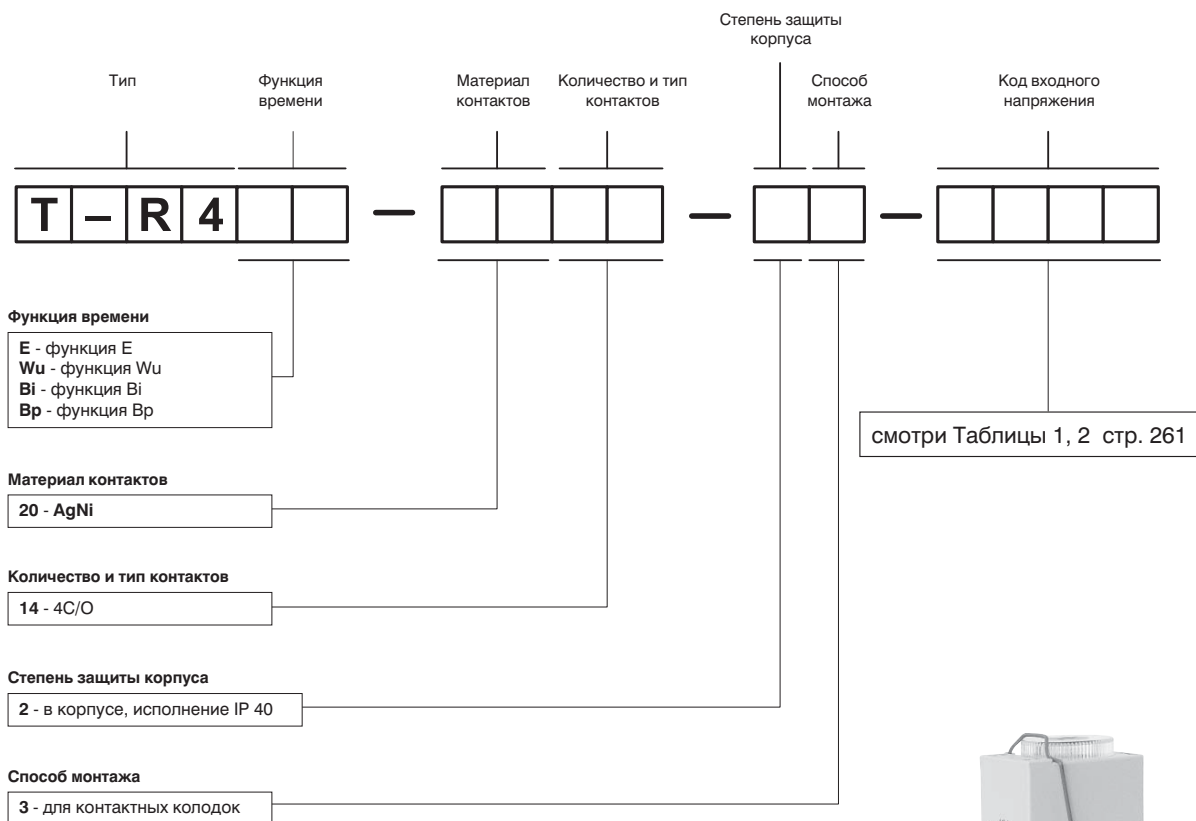 Степень защиты
корпуса
Тип
Функция
времени
Материал
контактов
Количество и тип
контактов
Способ
монтажа
Код входного
напряжения
T – R 4 — — —
Функция времени
E - функция E
Wu - функция Wu
Bi - функция Bi
Bp - функция Bp
смотри Таблицы 1, 2 стр. 261
Материал контактов
20 - AgNi
Количество и тип контактов
14 - 4C/O
Степень защиты корпуса
2 - в корпусе, исполнение IP 40
Способ монтажа
3 - для контактных колодок